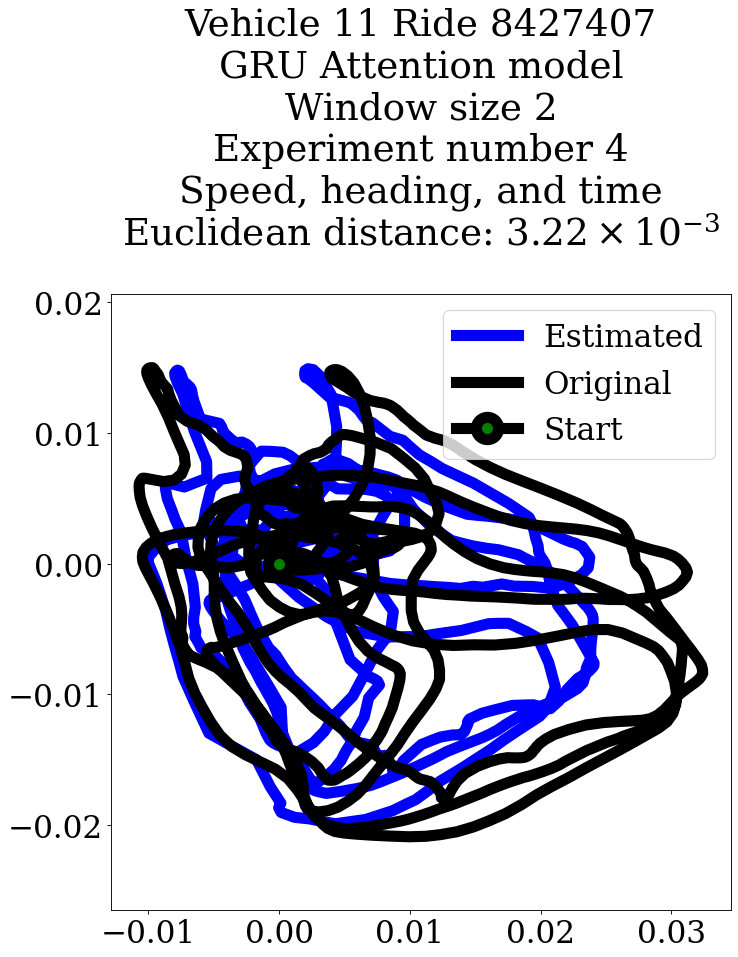 Vehicle 11 Ride 8427407
GRU Attention model
Window size 2
Experiment number 4
Speed, heading, and time
Euclidean distance: 3.22 × 10⁻³
0.02
0.01
0.00
−0.01
−0.02
Estimated
Original
Start
−0.01 0.00 0.01 0.02 0.03